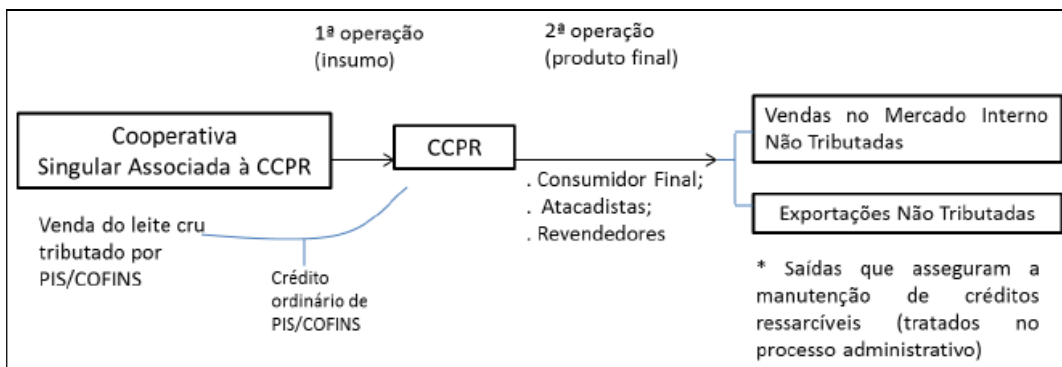 1ª operação
(insumo)
2ª operação
(produto final)
Cooperativa
Singular Associada à CCPR
CCPR
Vendas no Mercado Interno
Não Tributadas
. Consumidor Final;
. Atacadistas;
. Revendedores
Exportações Não Tributadas
Venda do leite cru
tributado por
PIS/COFINS
Crédito
ordinário de
PIS/COFINS
* Saídas que asseguram a
manutenção de créditos
ressarcíveis (tratados no
processo administrativo)